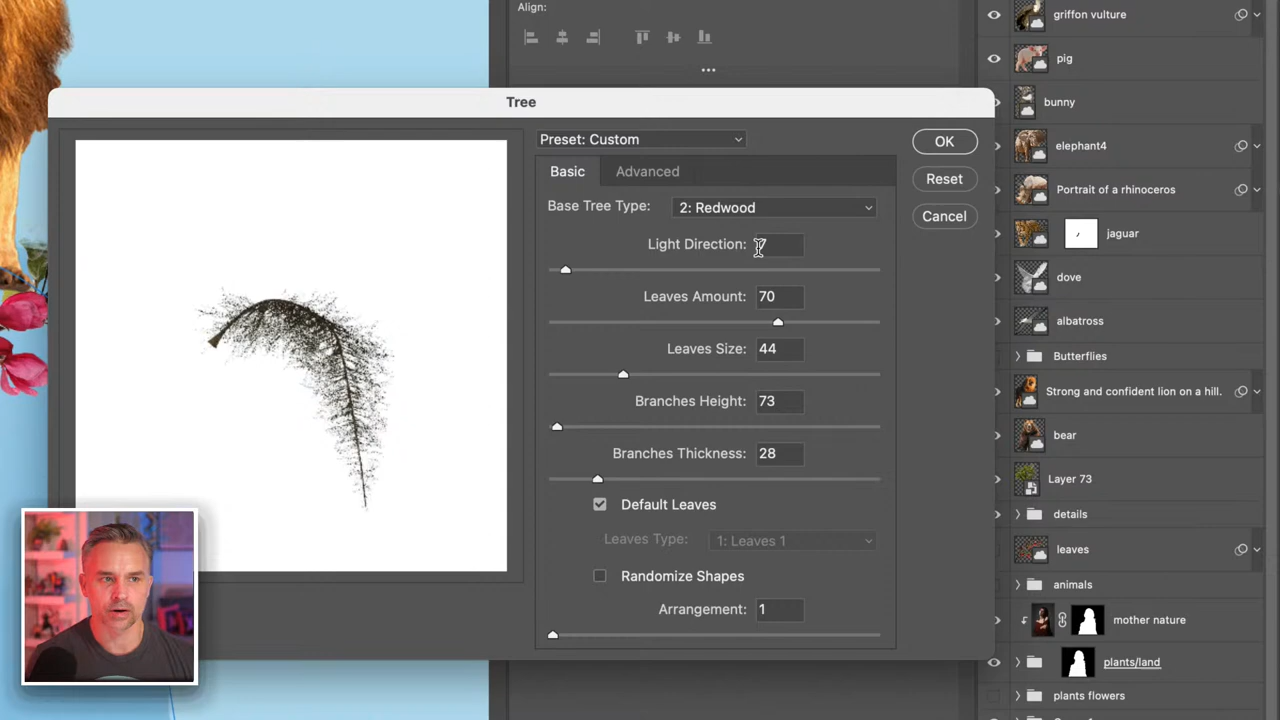 Align:
griffon vulture
pig
Tree
bunny
Preset: Custom
OK
elephant4
Basic
Advanced
Reset
Portrait of a rhinoceros
Base Tree Type:
2: Redwood
Cancel
jaguar
Light Direction:
dove
Leaves Amount: 70
albatross
Leaves Size: 44
Butterflies
Strong and confident lion on a hill.
Branches Height: 73
bear
Branches Thickness: 28
Layer 73
Default Leaves
details
Leaves Type: 1: Leaves 1
leaves
Randomize Shapes
animals
Arrangement: 1
mother nature
plants/land
plants flowers